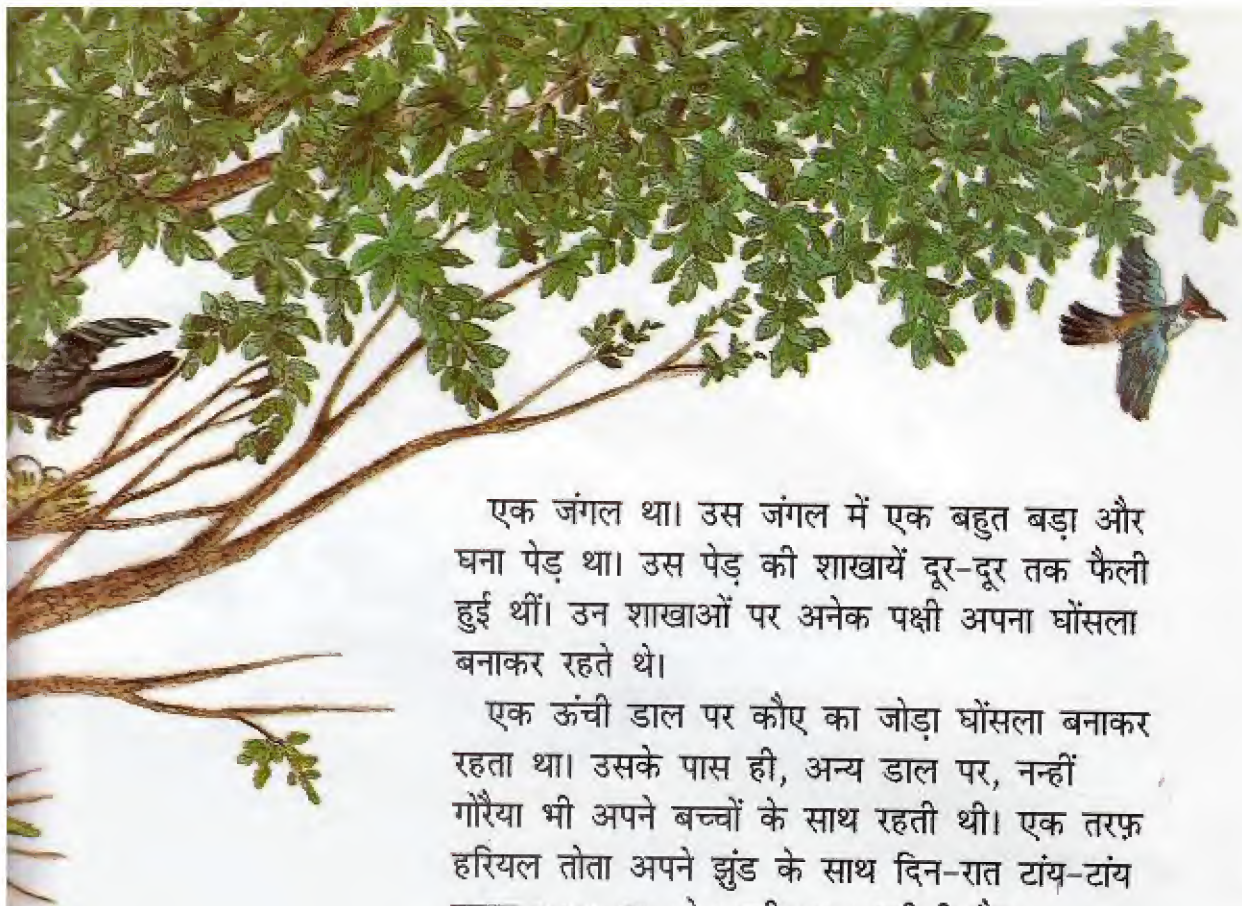 एक जंगल था। उस जंगल में एक बहुत बड़ा और
घना पेड़ था। उस पेड़ की शाखायें दूर-दूर तक फैली
हुई थीं। उन शाखाओं पर अनेक पक्षी अपना घोंसला
बनाकर रहते थे।
एक ऊंची डाल पर कौए का जोड़ा घोंसला बनाकर
रहता था। उसके पास ही, अन्य डाल पर, नन्हीं
गोरैया भी अपने बच्चों के साथ रहती थी। एक तरफ़
हरियल तोता अपने झुंड के साथ दिन-रात टांय-टांय